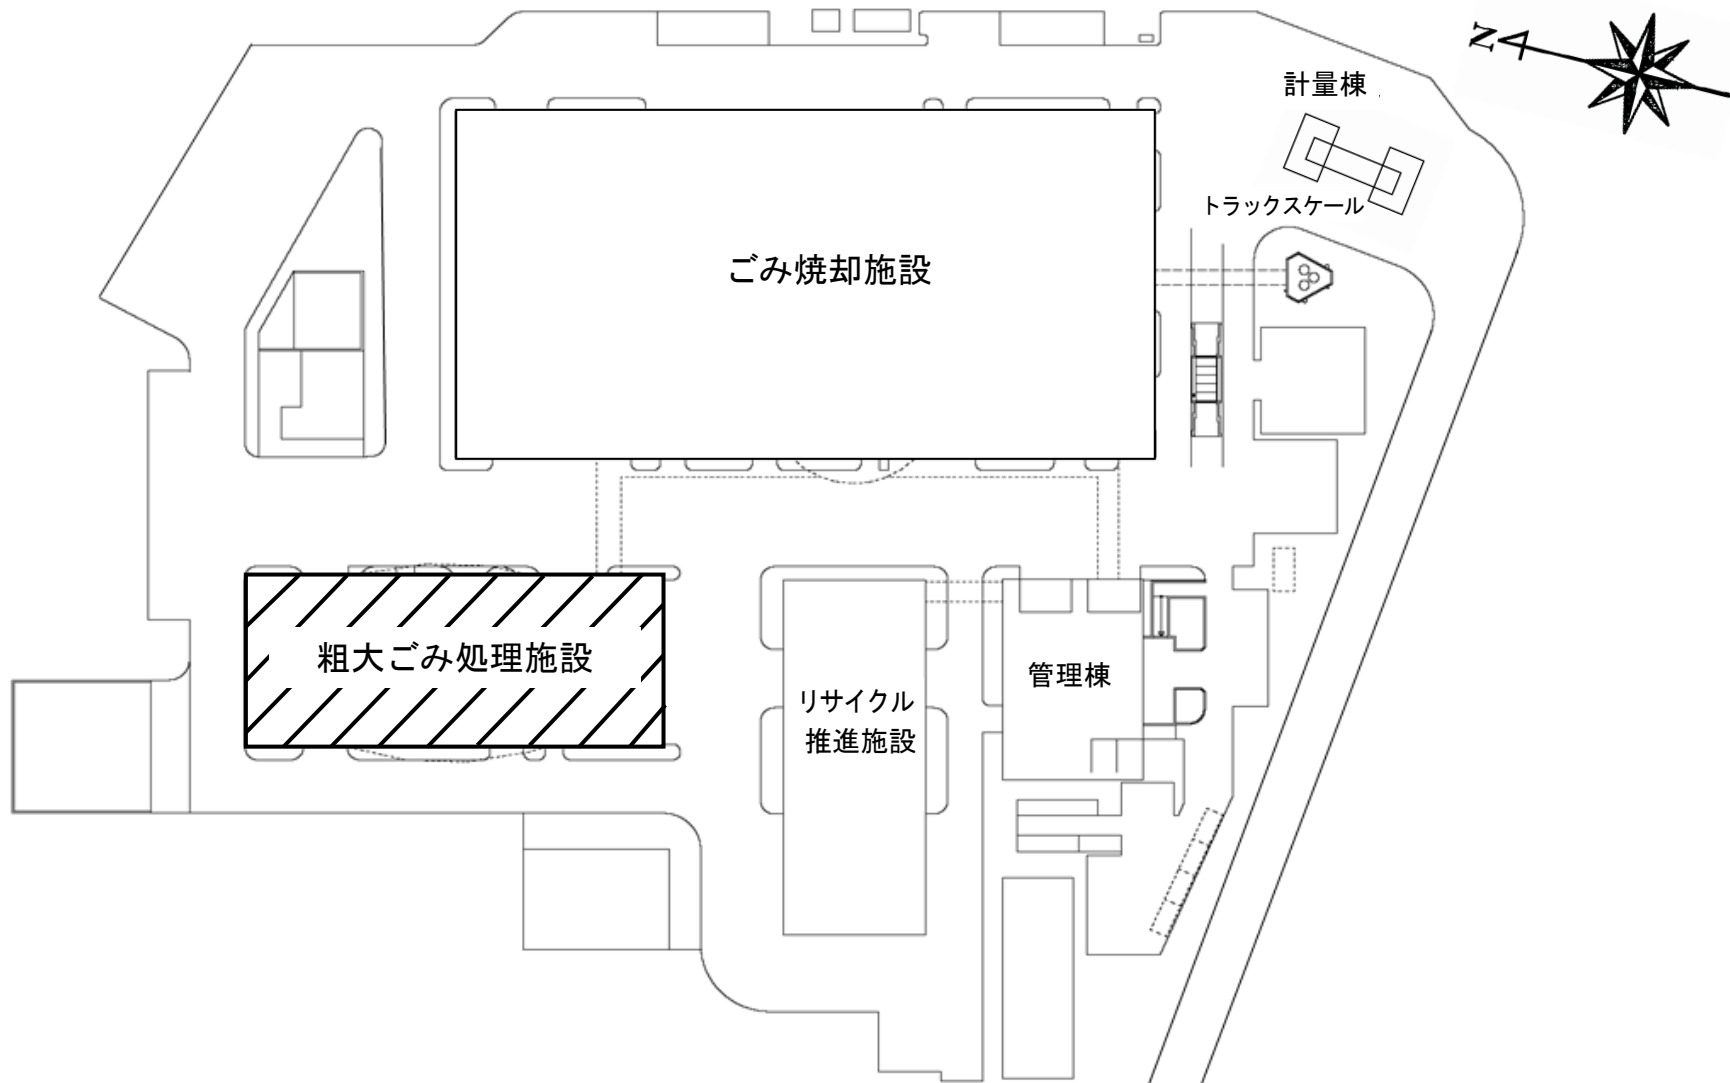 N
計量棟
トラックスケール
ごみ焼却施設
粗大ごみ処理施設
管理棟
リサイクル
推進施設